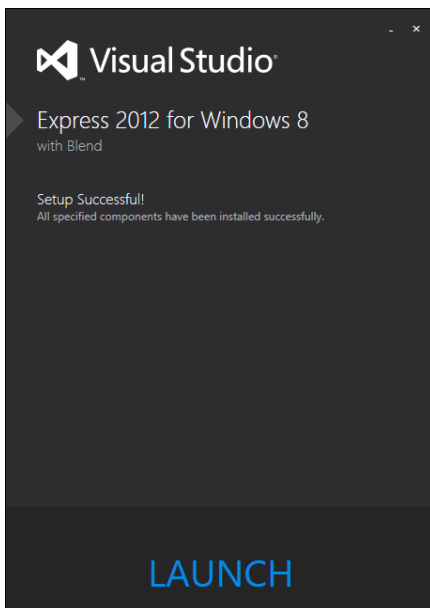 Visual Studio
Express 2012 for Windows 8
with Blend
Setup Successful!
All specified components have been installed successfully.
LAUNCH